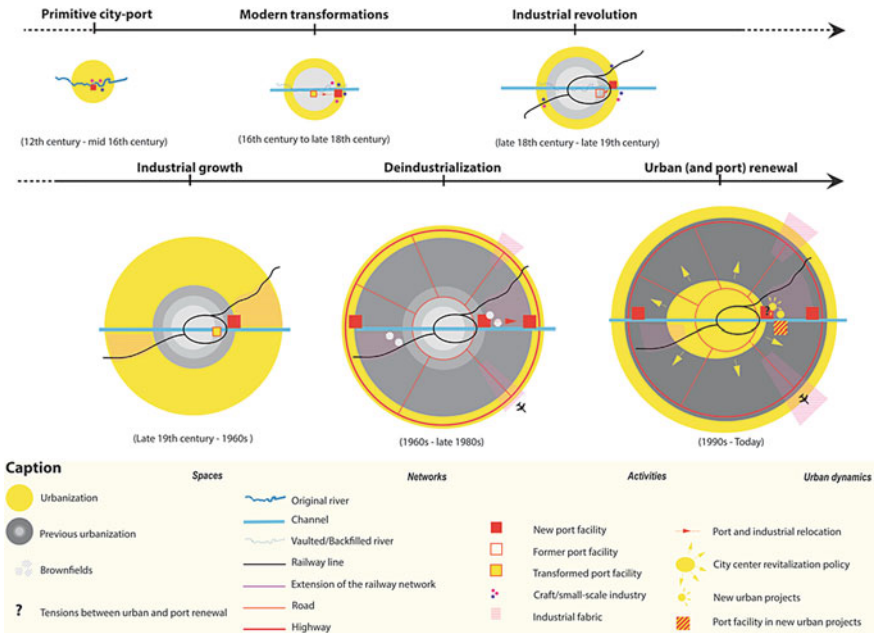 Primitive city-port
Modern transformations
Industrial revolution
(12th century - mid 16th century)
(16th century to late 18th century)
(late 18th century - late 19th century)
Industrial growth
Deindustrialization
Urban (and port) renewal
?
(Late 19th century - 1960s )
(1960s - late 1980s)
(1990s - Today)
Caption
Spaces
Networks
Activities
Urban dynamics
Urbanization
Previous urbanization
Brownfields
? Tensions between urban and port renewal
Original river
Channel
Vaulted/Backfilled river
Railway line
Extension of the railway network
Road
Highway
New port facility
Former port facility
Transformed port facility
Craft/small-scale industry
Industrial fabric
Port and industrial relocation
City center revitalization policy
New urban projects
Port facility in new urban projects